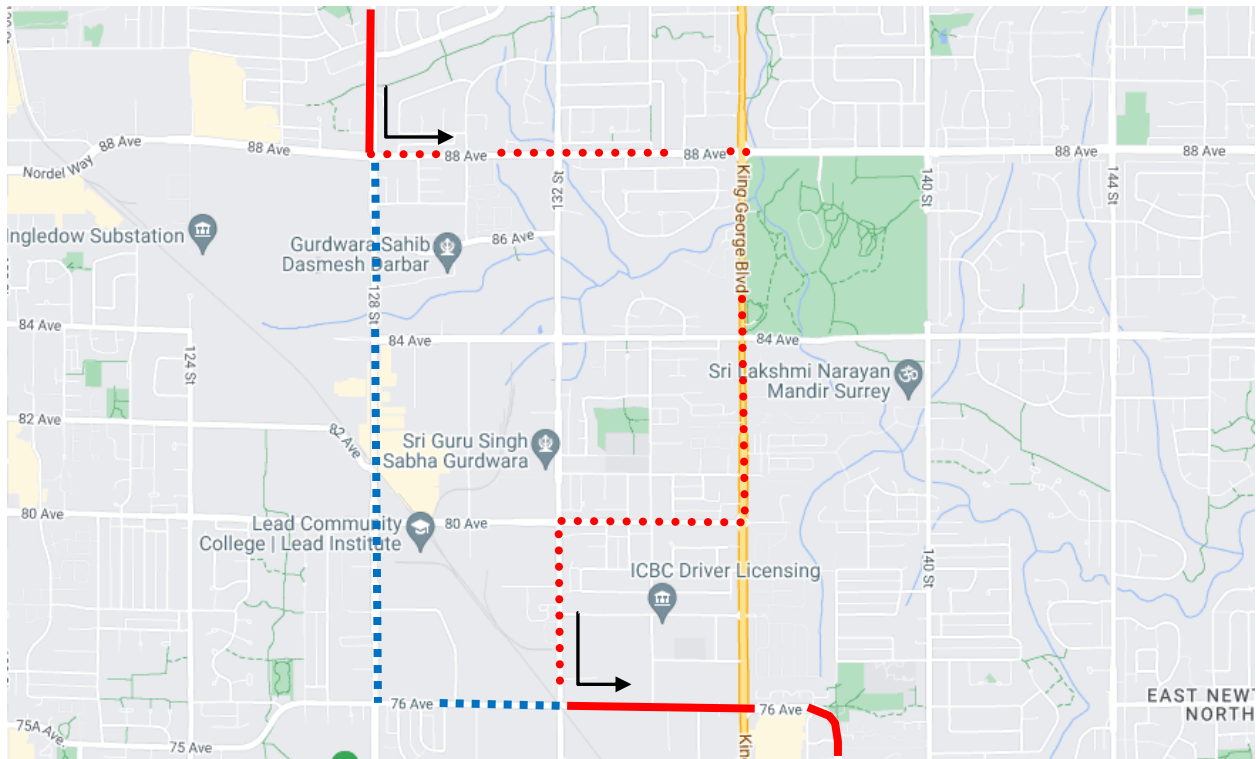 88 Ave
88 Ave
88 Ave
88 Ave
88 Ave
88 Ave
Nordel Way
132 St
King George Blvd
140 St
144 St
Ingledow Substation
Gurdwara Sahib
Dasmesh Darbar
86 Ave
128 St
84 Ave
84 Ave
84 Ave
124 St
Sri Lakshmi Narayan
Mandir Surrey
82 Ave
82 Ave
Sri Guru Singh
Sabha Gurdwara
80 Ave
80 Ave
Lead Community
College | Lead Institute
140 St
ICBC Driver Licensing
76 Ave
76 Ave
75A Ave
75 Ave
EAST NEWT
NORTH
Kin